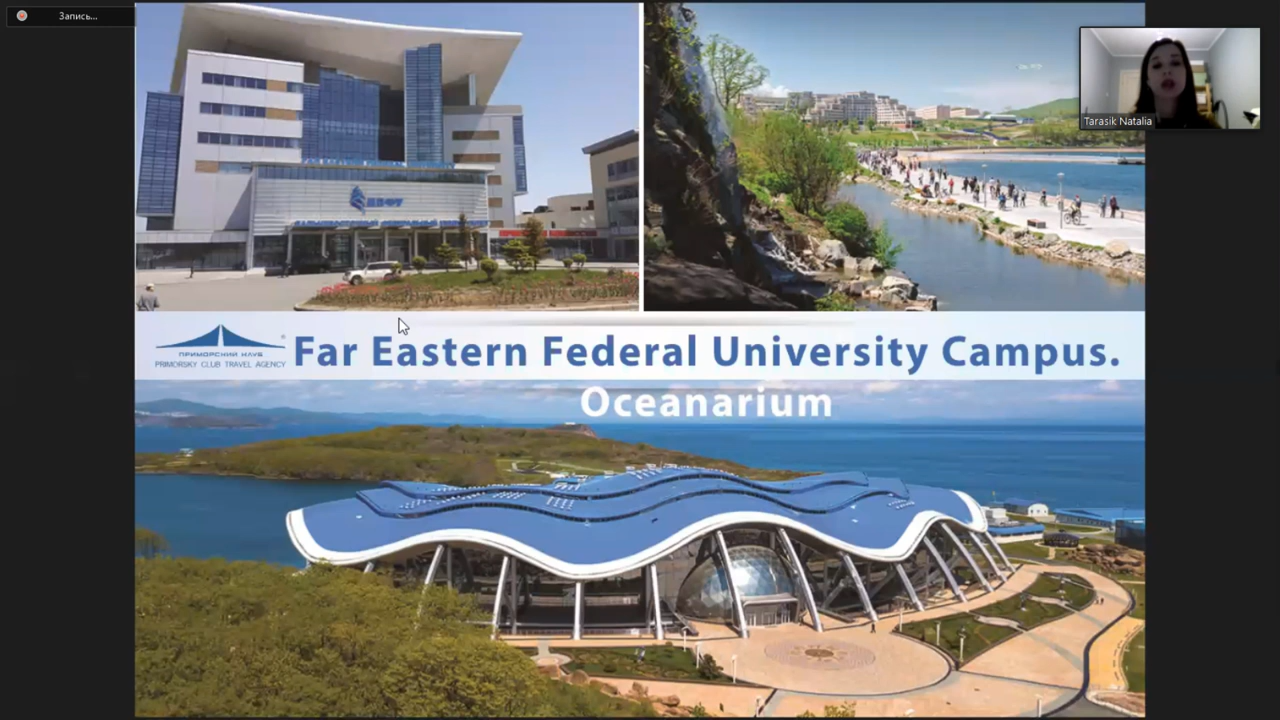 Запись...
Tarasik Natalia
ДВФУ
ПРИМОРСКИЙ КЛУБ
PRIMORSKY CLUB TRAVEL AGENCY
®
Far Eastern Federal University Campus.
Oceanarium